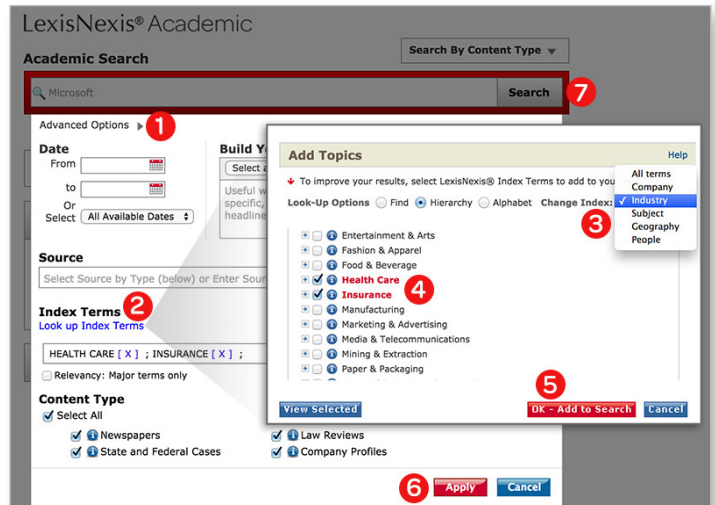 LexisNexis® Academic
Academic Search
Search By Content Type
Microsoft
Search
7
Advanced Options
1
Date
From
to
Or
Select All Available Dates
Build Y
Select a
Useful w
specific,
headline
Source
Select Source by Type (below) or Enter Sour
Index Terms
2
Look up Index Terms
HEALTH CARE [ X ] ; INSURANCE [ X ] ;
Relevancy: Major terms only
Content Type
Select All
Newspapers
Law Reviews
State and Federal Cases
Company Profiles
6
Apply
Cancel
Add Topics
Help
To improve your results, select LexisNexis® Index Terms to add to you
Look-Up Options Find Hierarchy Alphabet Change Index:
All terms
Company
Industry
Subject
Geography
People
3
Entertainment & Arts
Fashion & Apparel
Food & Beverage
Health Care
Insurance
4
Manufacturing
Marketing & Advertising
Media & Telecommunications
Mining & Extraction
Paper & Packaging
5
View Selected
OK - Add to Search
Cancel